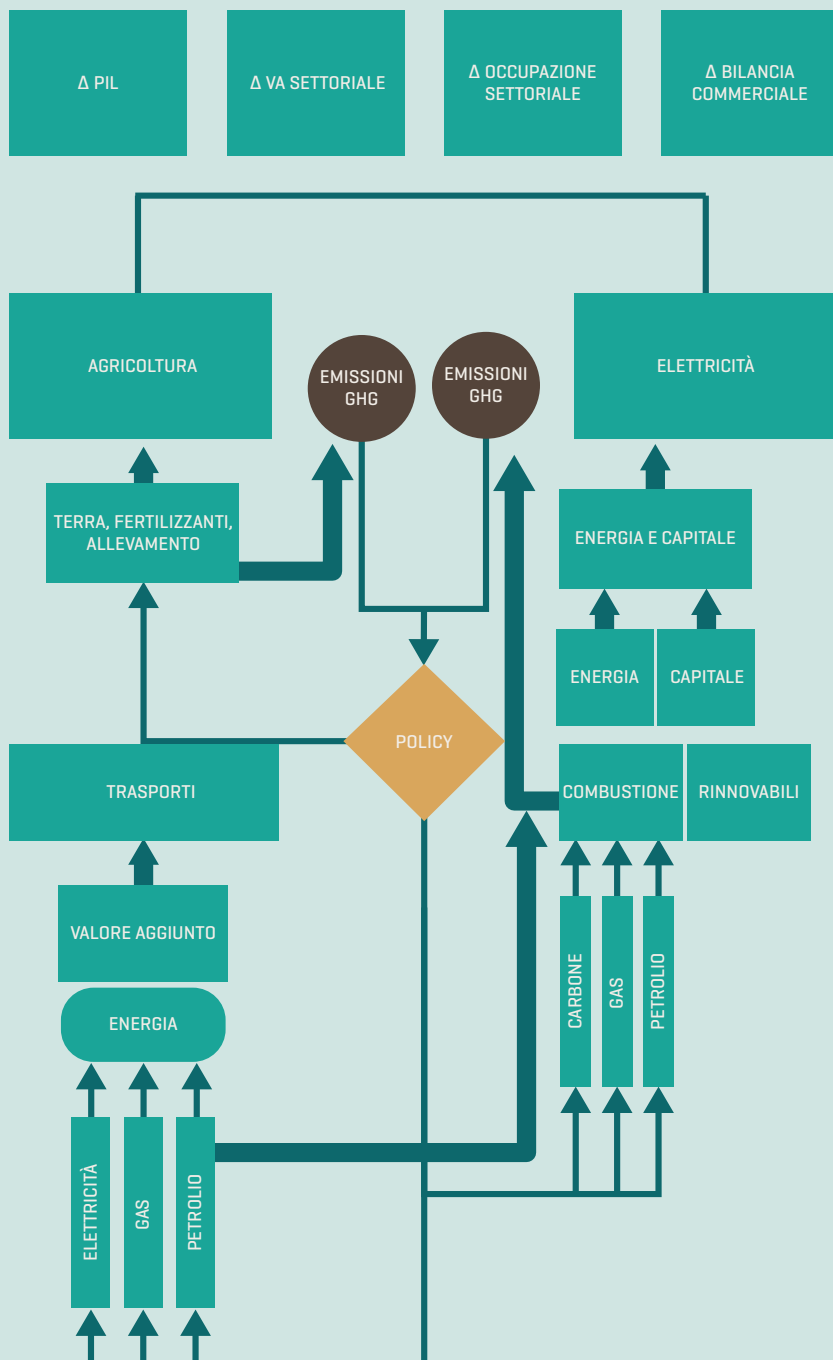 Δ PIL
Δ VA SETTORIALE
Δ OCCUPAZIONE
SETTORIALE
Δ BILANCIA
COMMERCIALE
AGRICOLTURA
EMISSIONI
GHG
EMISSIONI
GHG
ELETTRICITÀ
TERRA, FERTILIZZANTI,
ALLEVAMENTO
ENERGIA E CAPITALE
ENERGIA
CAPITALE
POLICY
TRASPORTI
COMBUSTIONE
RINNOVABILI
VALORE AGGIUNTO
CARBONE
GAS
PETROLIO
ENERGIA
ELETTRICITÀ
GAS
PETROLIO